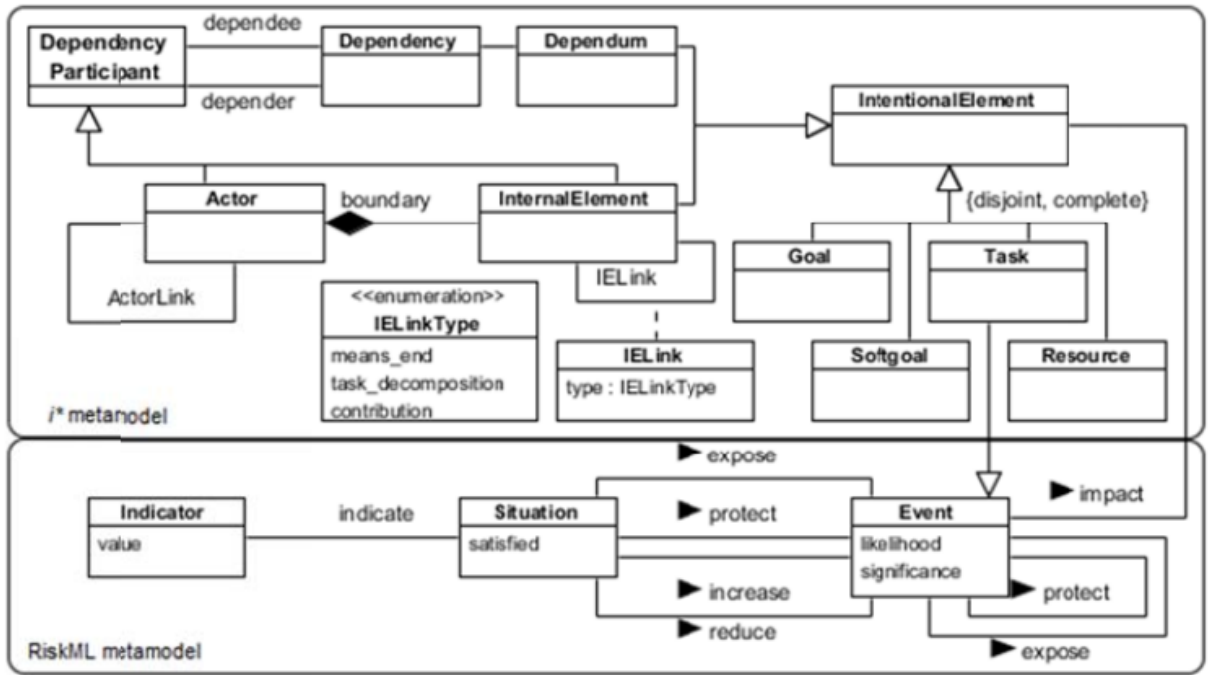 dependee
Dependency
Participant
Dependency
Dependum
depender
IntentionalElement
Actor
boundary
InternalElement
{disjoint, complete}
Goal
Task
IELink
ActorLink
<<enumeration>>
IELinkType
means_end
task_decomposition
contribution
IELink
type : IELinkType
Softgoal
Resource
i* metamodel
expose
impact
Indicator
value
indicate
Situation
satisfied
protect
Event
likelihood
significance
increase
protect
reduce
expose
RiskML metamodel